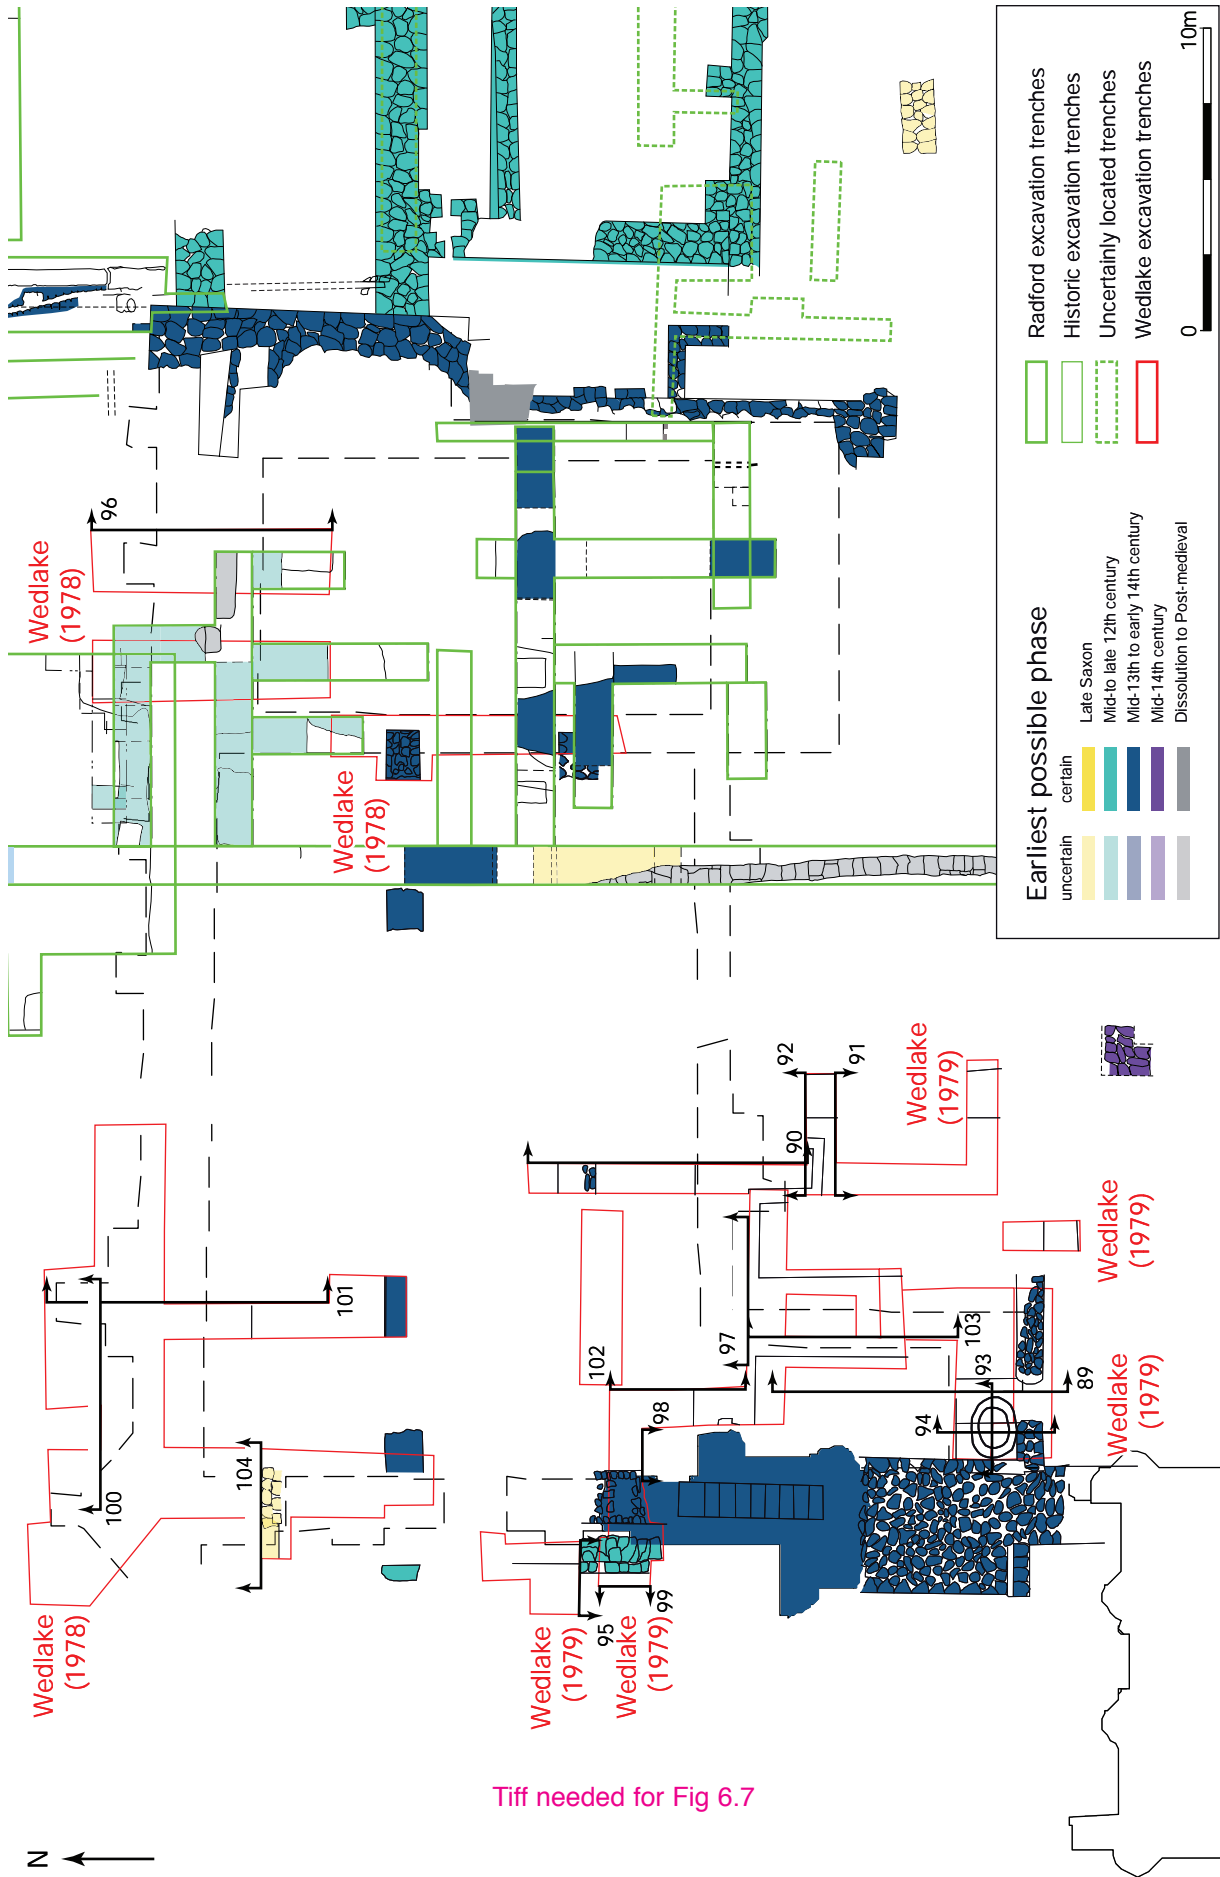 Wedlake
(1978)
96
Wedlake
(1978)
101
100
104
Wedlake
(1978)
92
91
90
Wedlake
(1979)
102
97
103
93
98
94
89
Wedlake
(1979)
Wedlake
(1979)
95
99
Wedlake
(1979)
Wedlake
(1979)
Tiff needed for Fig 6.7
N
Earliest possible phase
uncertain
certain
Late Saxon
Mid-to late 12th century
Mid-13th to early 14th century
Mid-14th century
Dissolution to Post-medieval
Radford excavation trenches
Historic excavation trenches
Uncertainly located trenches
Wedlake excavation trenches
0
10m